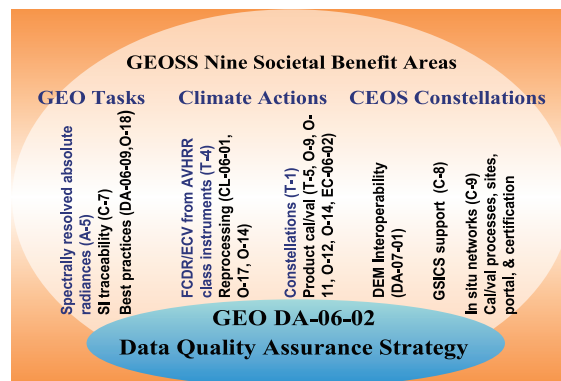 GEOSS Nine Societal Benefit Areas
GEO Tasks
Climate Actions
CEOS Constellations
Spectrally resolved absolute
radiances (A-5)
SI traceability (C-7)
Best practices (DA-06-09,O-18)
FCDR/ECV from AVHRR
class instruments (T-4)
Reprocessing (CL-06-01,
O-17, O-14)
Constellations (T-1)
Product cal/val (T-5, O-9, O-
11, O-12, O-14, EC-06-02)
DEM Interoperability
(DA-07-01)
GSICS support (C-8)
In situ networks (C-9)
Cal/val processes, sites,
portal, & certification
GEO DA-06-02
Data Quality Assurance Strategy